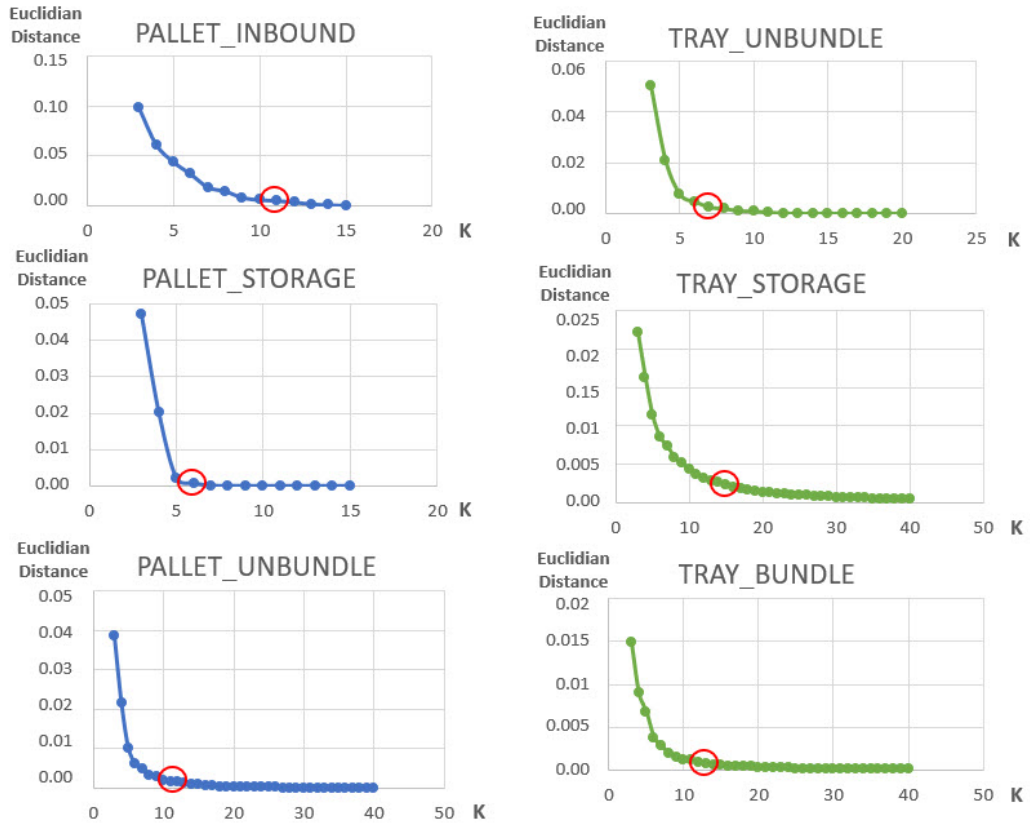 Euclidian
Distance
PALLET_INBOUND
0.15
0.10
0.05
0.00
0 5 10 15 20 K
Euclidian
Distance
TRAY_UNBUNDLE
0.06
0.04
0.02
0.00
0 5 10 15 20 25 K
Euclidian
Distance
PALLET_STORAGE
0.05
0.04
0.03
0.02
0.01
0.00
0 5 10 15 20 K
Euclidian
Distance
TRAY_STORAGE
0.025
0.02
0.15
0.01
0.005
0.00
0 10 20 30 40 50 K
Euclidian
Distance
PALLET_UNBUNDLE
0.05
0.04
0.03
0.02
0.01
0.00
0 10 20 30 40 50 K
Euclidian
Distance
TRAY_BUNDLE
0.02
0.015
0.01
0.005
0.00
0 10 20 30 40 50 K